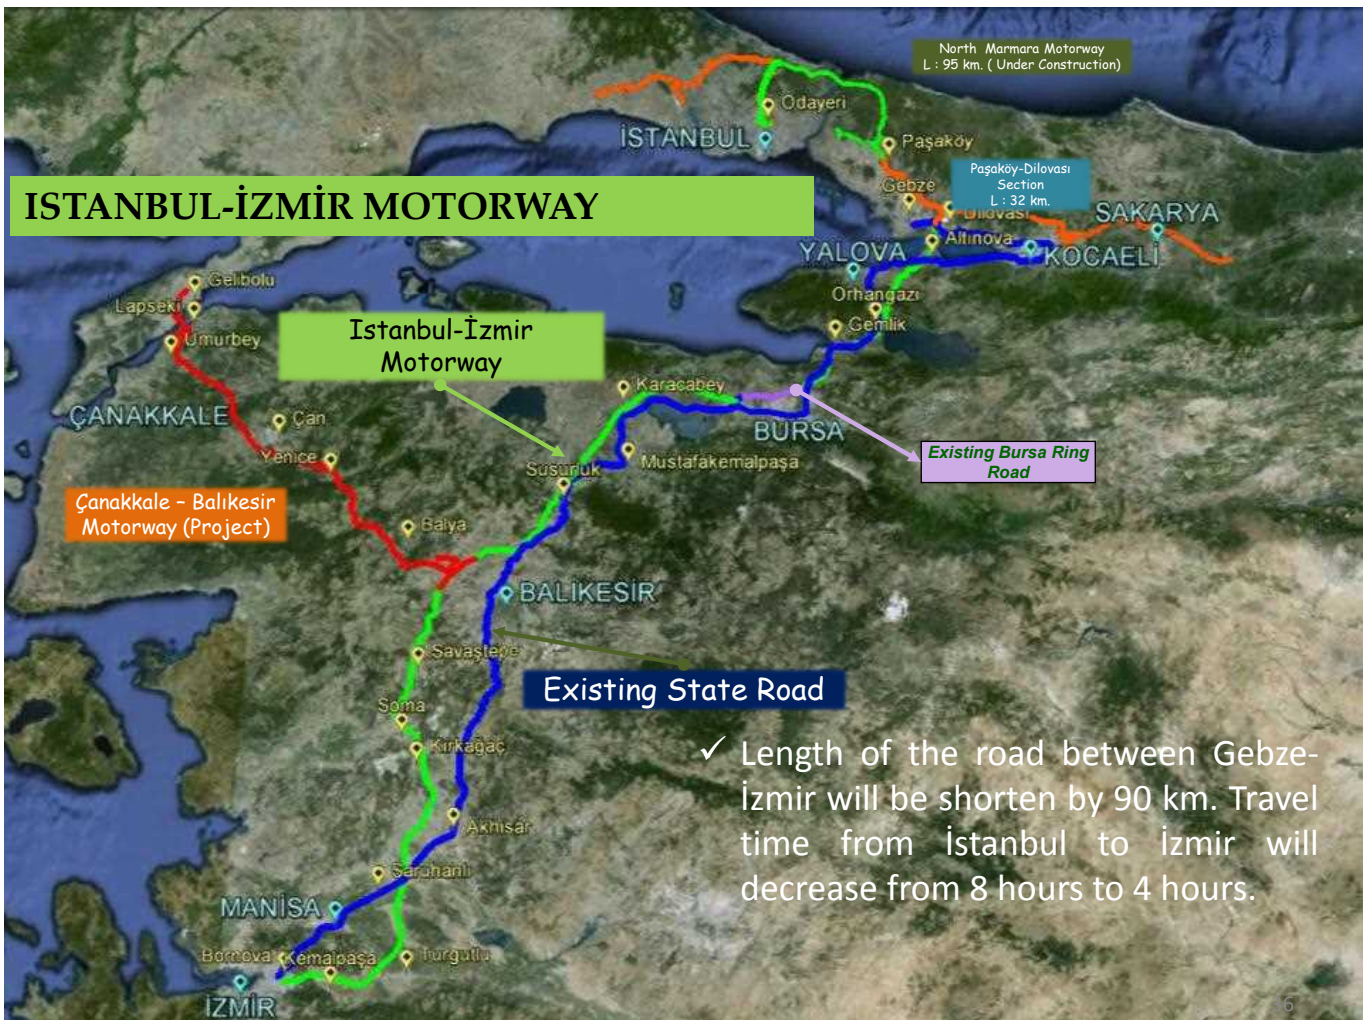 North Marmara Motorway
L : 95 km. ( Under Construction)
Odayeri
İSTANBUL
Paşaköy
Paşaköy-Dilovası
Section
L : 32 km.
ISTANBUL-İZMİR MOTORWAY
Gebze
Dilovası
SAKARYA
Altınova
YALOVA
KOCAELİ
Gelibolu
Lapseki
Orhangazi
Umurbey
Istanbul-İzmir
Motorway
Gemlik
Karacabey
ÇANAKKALE
Çan
BURSA
Yenice
Susurluk
Mustafakemalpaşa
Existing Bursa Ring
Road
Çanakkale – Balıkesir
Motorway (Project)
Balya
BALIKESİR
Savaştepe
Existing State Road
Soma
Kırkağaç
✓ Length of the road between Gebze-
İzmir will be shorten by 90 km. Travel
time from İstanbul to İzmir will
decrease from 8 hours to 4 hours.
Akhisar
Saruhanlı
MANİSA
Bornova
Kemalpaşa
Turgutlu
İZMİR